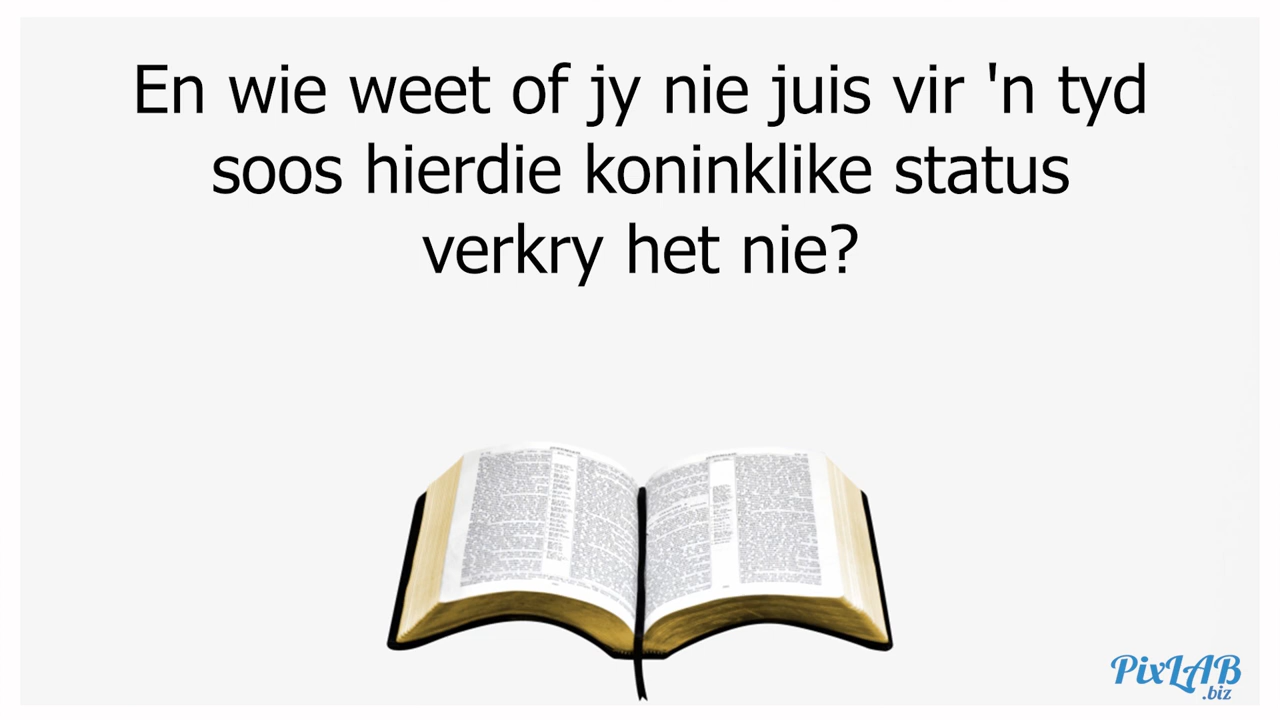 En wie weet of jy nie juis vir 'n tyd
soos hierdie koninklike status
verkry het nie?
PixLAB
.biz